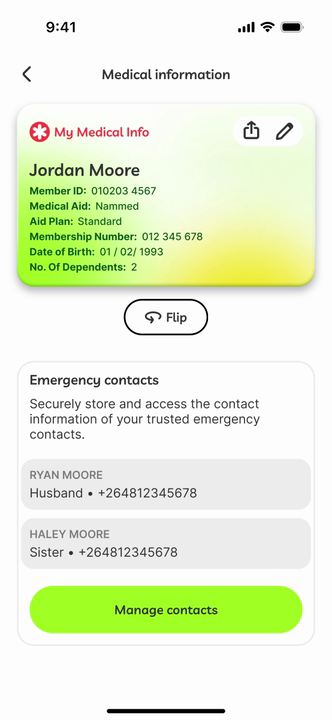 9:41
Medical information
My Medical Info
Jordan Moore
Member ID: 010203 4567
Medical Aid: Nammed
Aid Plan: Standard
Membership Number: 012 345 678
Date of Birth: 01 / 02/ 1993
No. Of Dependents: 2
Flip
Emergency contacts
Securely store and access the contact
information of your trusted emergency
contacts.
RYAN MOORE
Husband • +264812345678
HALEY MOORE
Sister • +264812345678
Manage contacts